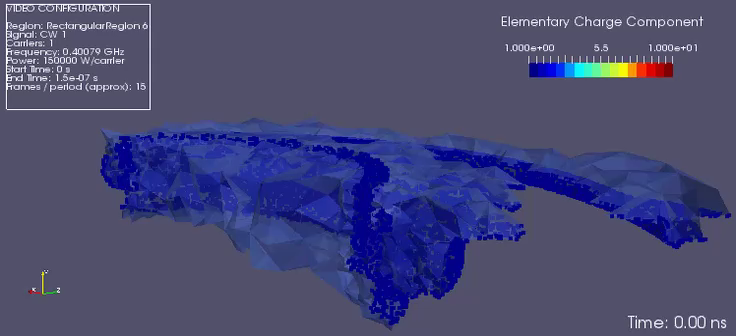 VIDEO CONFIGURATION
Region: RectangularRegion 6
Signal: CW 1
Carriers: 1
Frequency: 0.40079 GHz
Power: 150000 W/carrier
Start Time: 0 s
End Time: 1.5e-07 s
Frames / period (approx): 15
Elementary Charge Component
1.000e+00 5.5 1.000e+01
Time: 0.00 ns